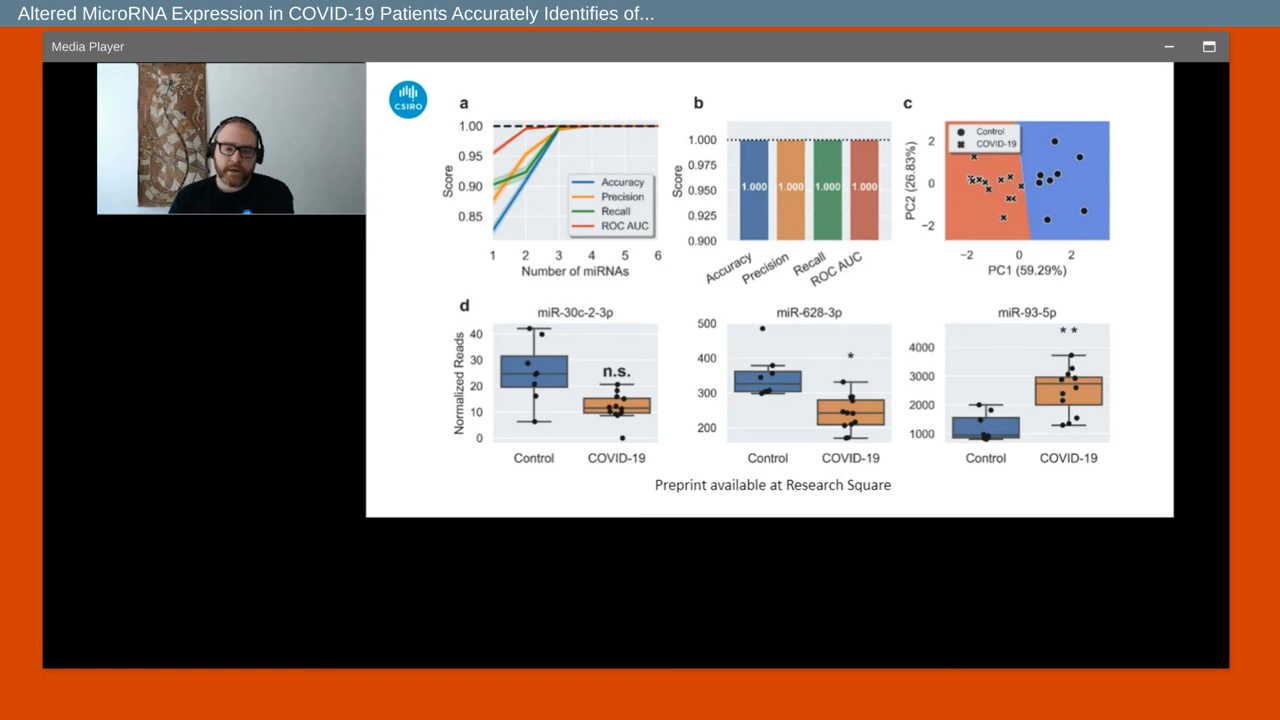 Altered MicroRNA Expression in COVID-19 Patients Accurately Identifies of...
Media Player
CSIRO
a
1.00
0.95
0.90
0.85
Score
Accuracy
Precision
Recall
ROC AUC
1 2 3 4 5 6
Number of miRNAs
b
1.000
0.975
0.950
0.925
0.900
Score
1.000 1.000 1.000 1.000
Accuracy Precision Recall ROC AUC
c
Control
COVID-19
2
0
−2
PC2 (26.83%)
−2 0 2
PC1 (59.29%)
d
miR-30c-2-3p
40
30
20
10
0
Normalized Reads
n.s.
Control COVID-19
miR-628-3p
500
400
300
200
*
Control COVID-19
miR-93-5p
4000
3000
2000
1000
* *
Control COVID-19
Preprint available at Research Square